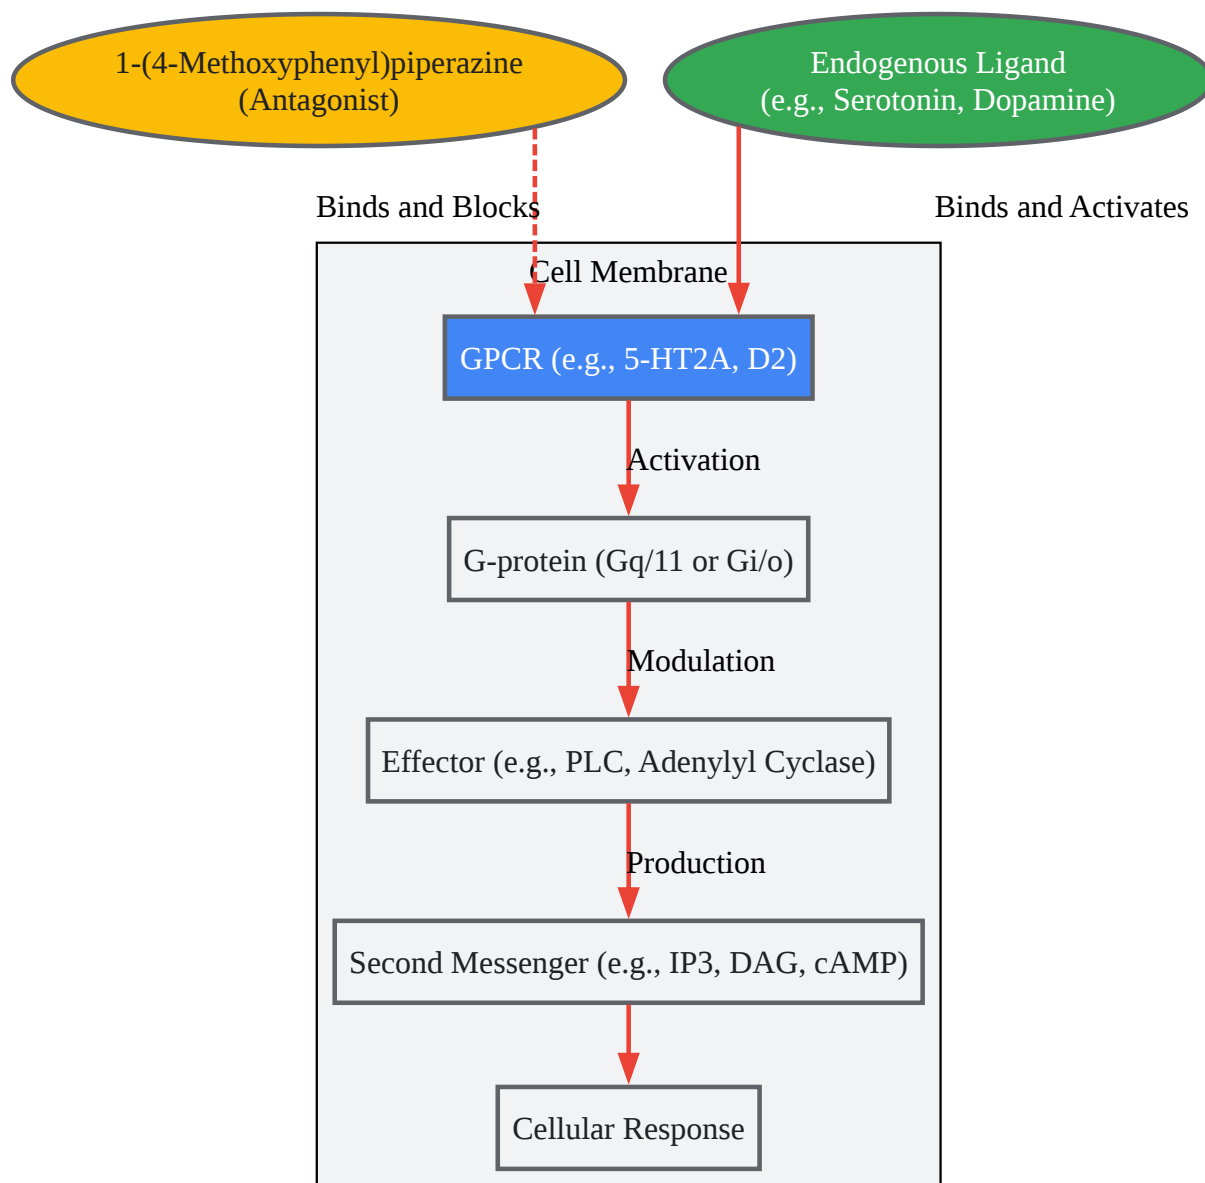 1-(4-Methoxyphenyl)piperazine
(Antagonist)
Endogenous Ligand
(e.g., Serotonin, Dopamine)
Binds and Blocks
Binds and Activates
Cell Membrane
GPCR (e.g., 5-HT2A, D2)
Activation
G-protein (Gq/11 or Gi/o)
Modulation
Effector (e.g., PLC, Adenylyl Cyclase)
Production
Second Messenger (e.g., IP3, DAG, cAMP)
Cellular Response